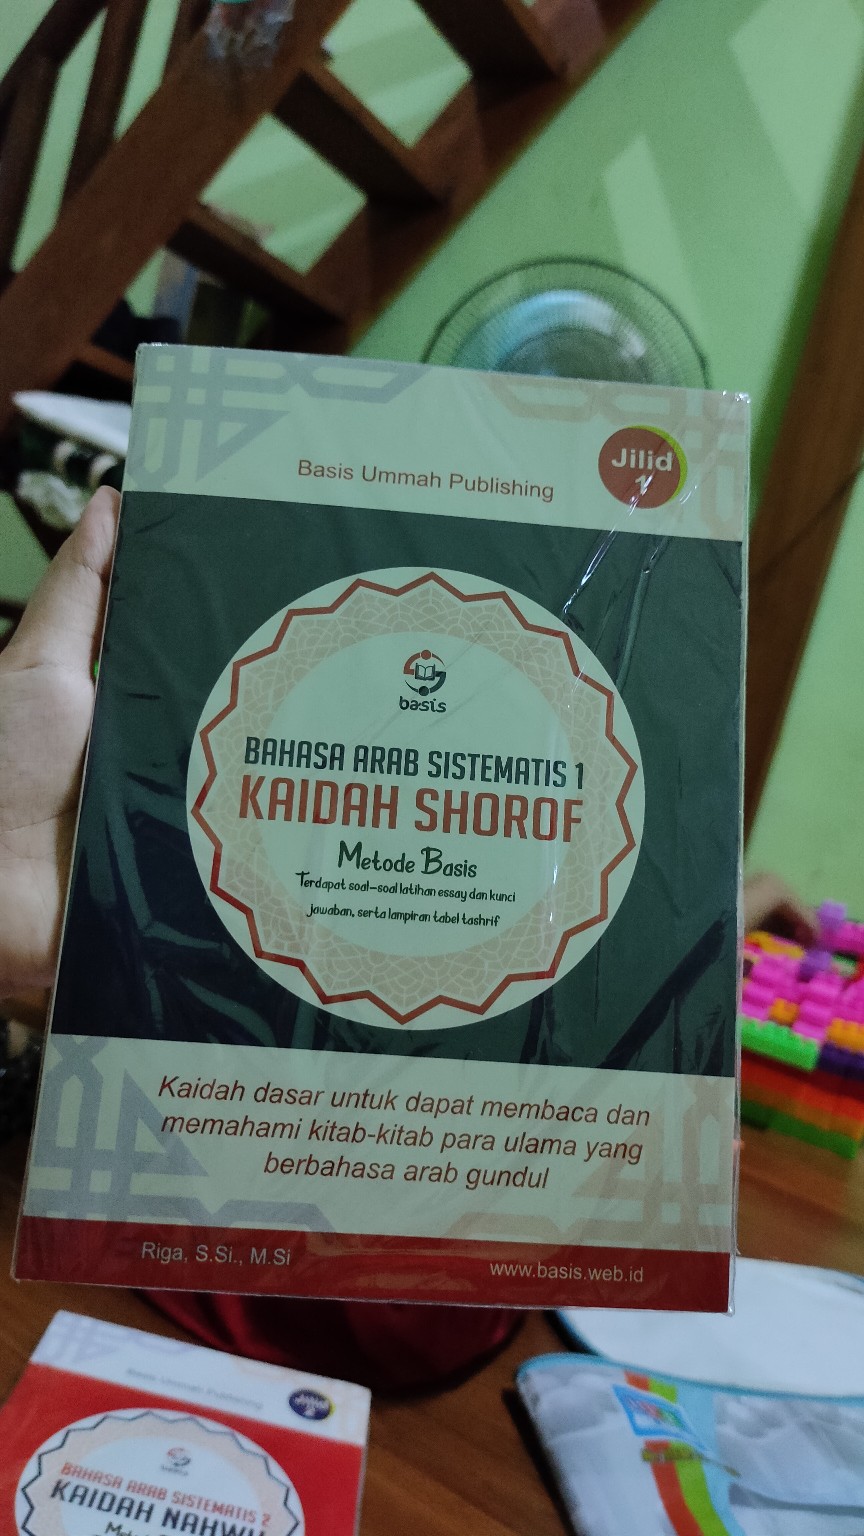 Basis Ummah Publishing
Jilid
1
basis
BAHASA ARAB SISTEMATIS 1
KAIDAH SHOROF
Metode Basis
Terdapat soal-soal latihan essay dan kunci
jawaban, serta lampiran tabel tashrif
Kaidah dasar untuk dapat membaca dan
memahami kitab-kitab para ulama yang
berbahasa arab gundul
Riga, S.Si., M.Si
www.basis.web.id
Basis Ummah Publishing
Jilid
2
basis
BAHASA ARAB SISTEMATIS 2
KAIDAH NAHWU